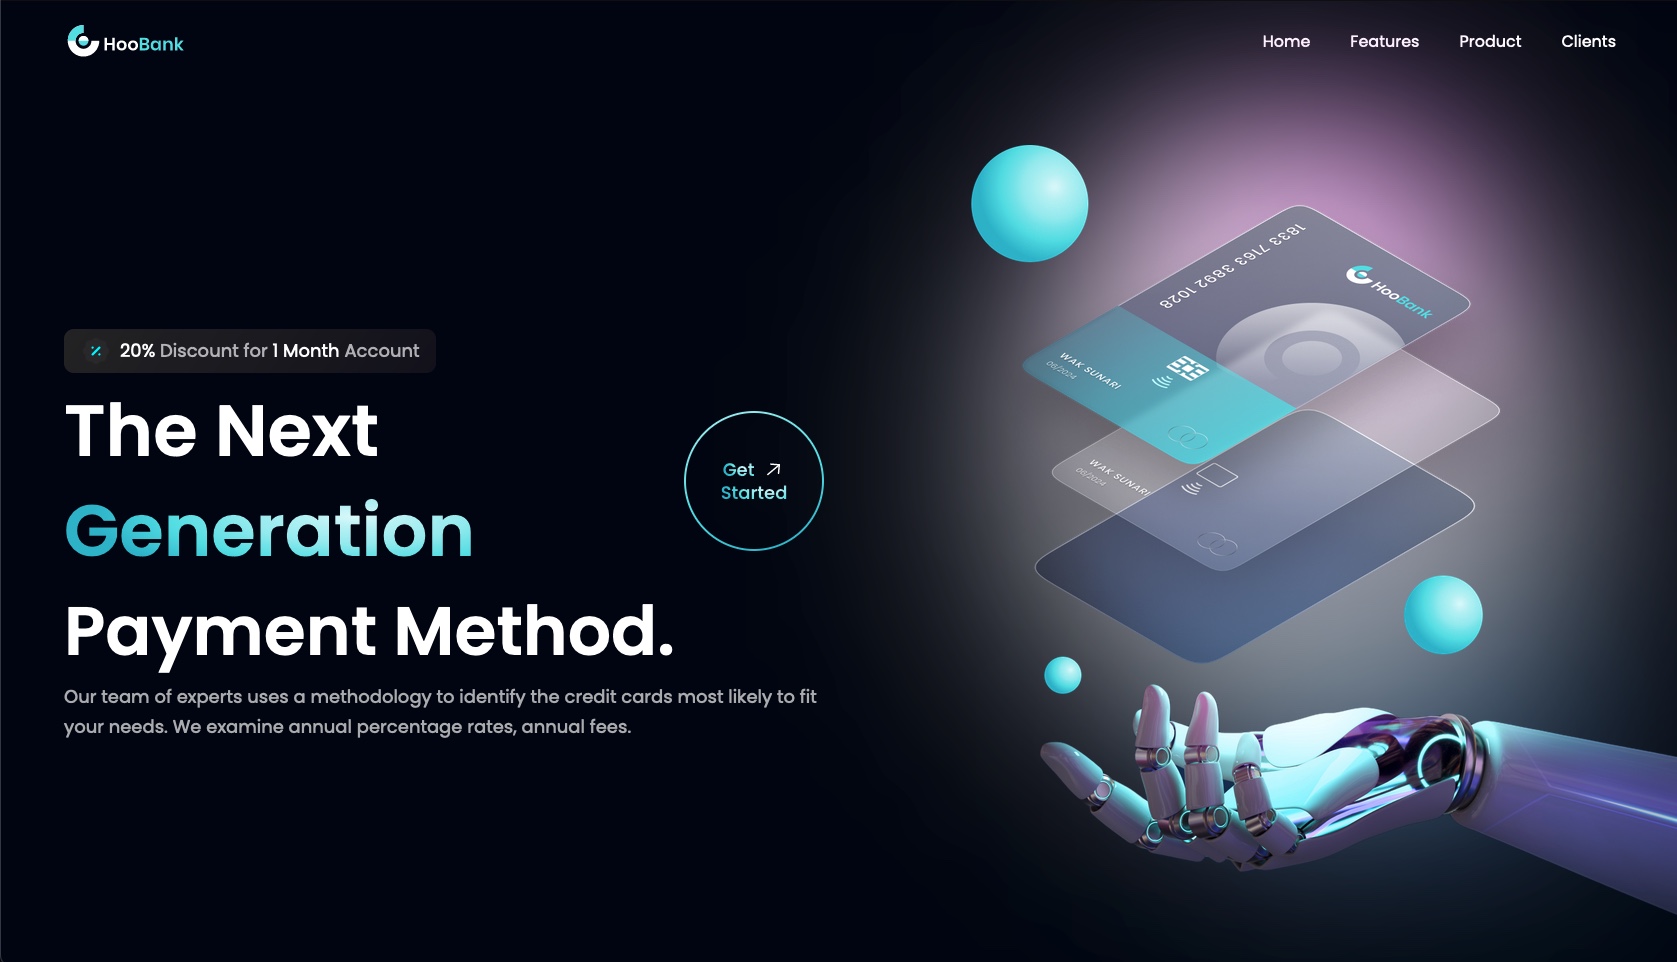 HooBank
Home Features Product Clients
20% Discount for 1 Month Account
The Next
Generation
Payment Method.
Get
Started
Our team of experts uses a methodology to identify the credit cards most likely to fit
your needs. We examine annual percentage rates, annual fees.
1833 7163 3892 1028
HooBank
WAK SUNARI
06/2024
WAK SUNARI
06/2024